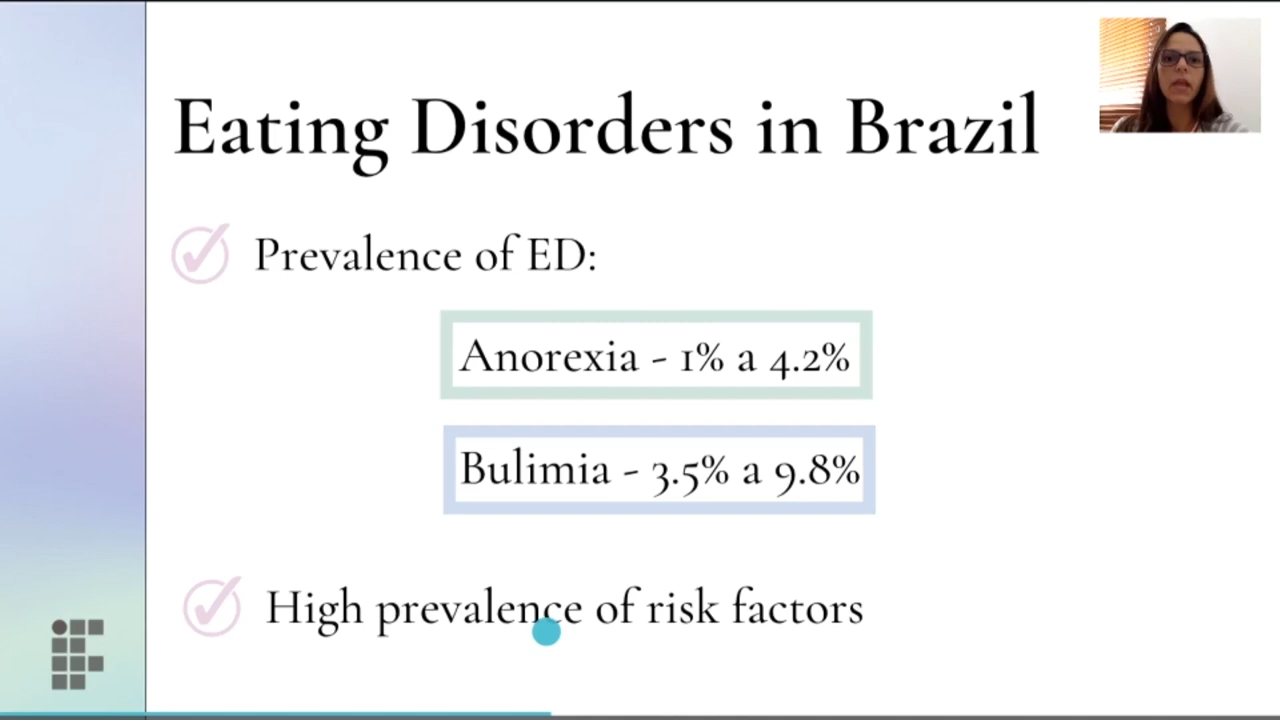 Eating Disorders in Brazil
Prevalence of ED:
Anorexia - 1% a 4.2%
Bulimia - 3.5% a 9.8%
High prevalence of risk factors